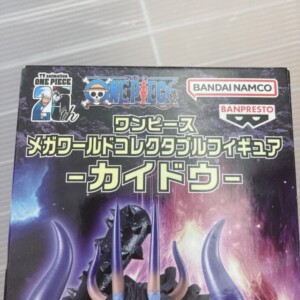 TV animation
ONE PIECE
20th
ONE PIECE
BANDAI NAMCO
BANPRESTO
ワンピース
メガワールドコレクタブルフィギュア
-カイドウ-